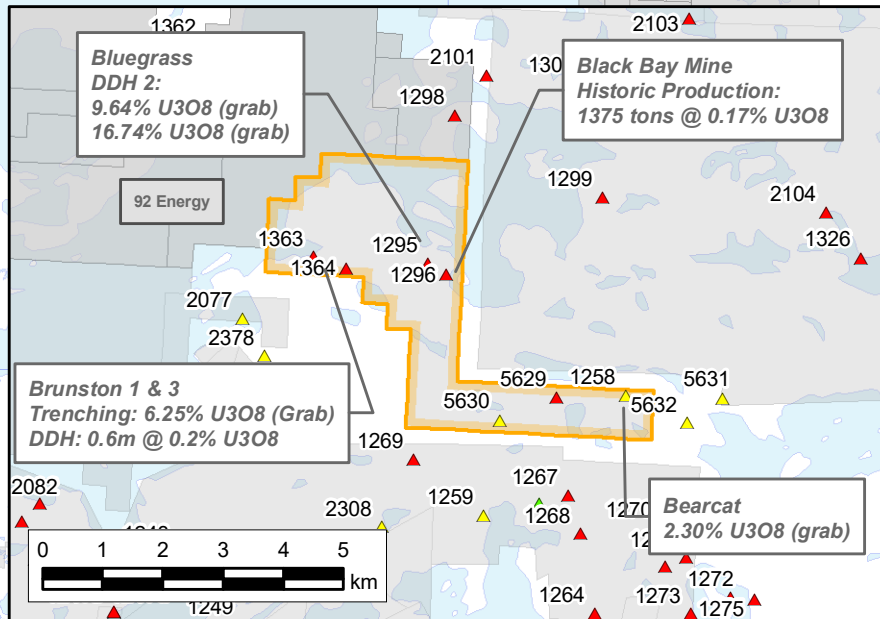 1362
2103
Bluegrass
DDH 2:
9.64% U3O8 (grab)
16.74% U3O8 (grab)
2101
130
Black Bay Mine
Historic Production:
1375 tons @ 0.17% U3O8
1298
92 Energy
1299
2104
1363
1295
1326
1364
1296
2077
2378
Brunston 1 & 3
Trenching: 6.25% U3O8 (Grab)
DDH: 0.6m @ 0.2% U3O8
5629
1258
5631
5630
5632
1269
1267
2082
2308
1259
1268
1270
Bearcat
2.30% U3O8 (grab)
0 1 2 3 4 5
km
1272
1249
1264
1273
1275